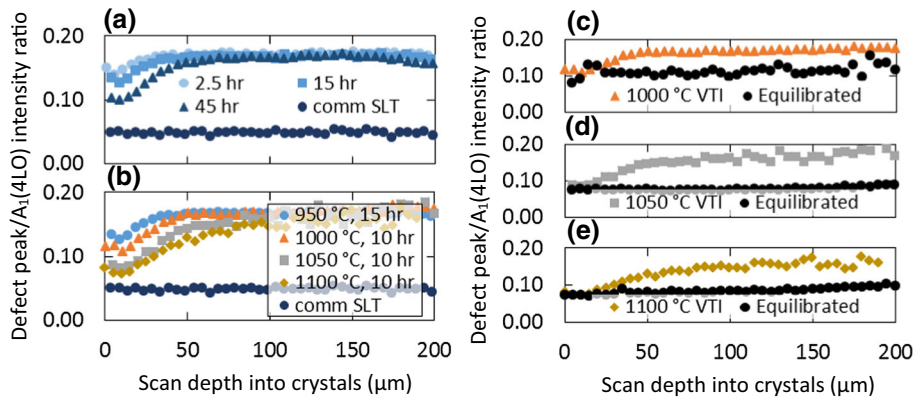 (a)
0.20
0.10
0.00
2.5 hr
15 hr
45 hr
comm SLT
(b)
0.20
0.10
0.00
950 °C, 15 hr
1000 °C, 10 hr
1050 °C, 10 hr
1100 °C, 10 hr
comm SLT
0 50 100 150 200
Scan depth into crystals (μm)
Defect peak/A₁(4LO) intensity ratio
(c)
0.20
0.10
0.00
1000 °C VTI
Equilibrated
(d)
0.20
0.10
0.00
1050 °C VTI
Equilibrated
(e)
0.20
0.10
0.00
1100 °C VTI
Equilibrated
0 50 100 150 200
Scan depth into crystals (μm)
Defect peak/A₁(4LO) intensity ratio